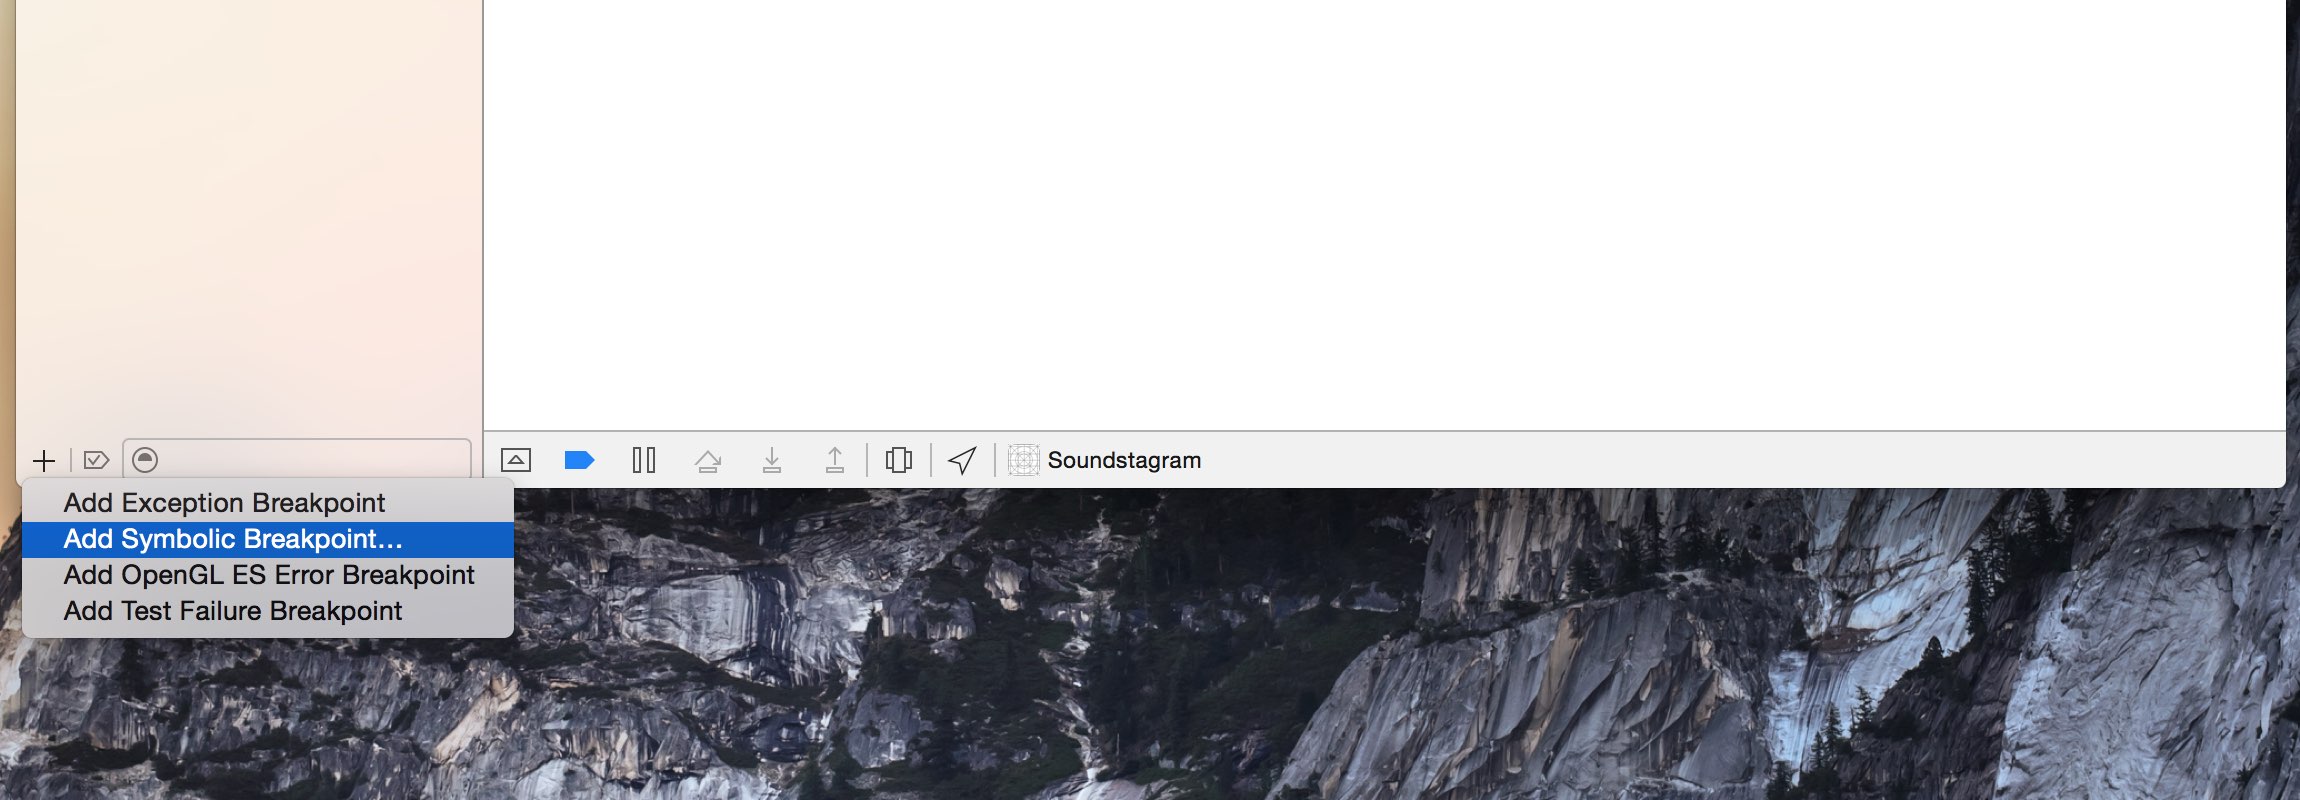 Soundstagram
Add Exception Breakpoint
Add Symbolic Breakpoint...
Add OpenGL ES Error Breakpoint
Add Test Failure Breakpoint